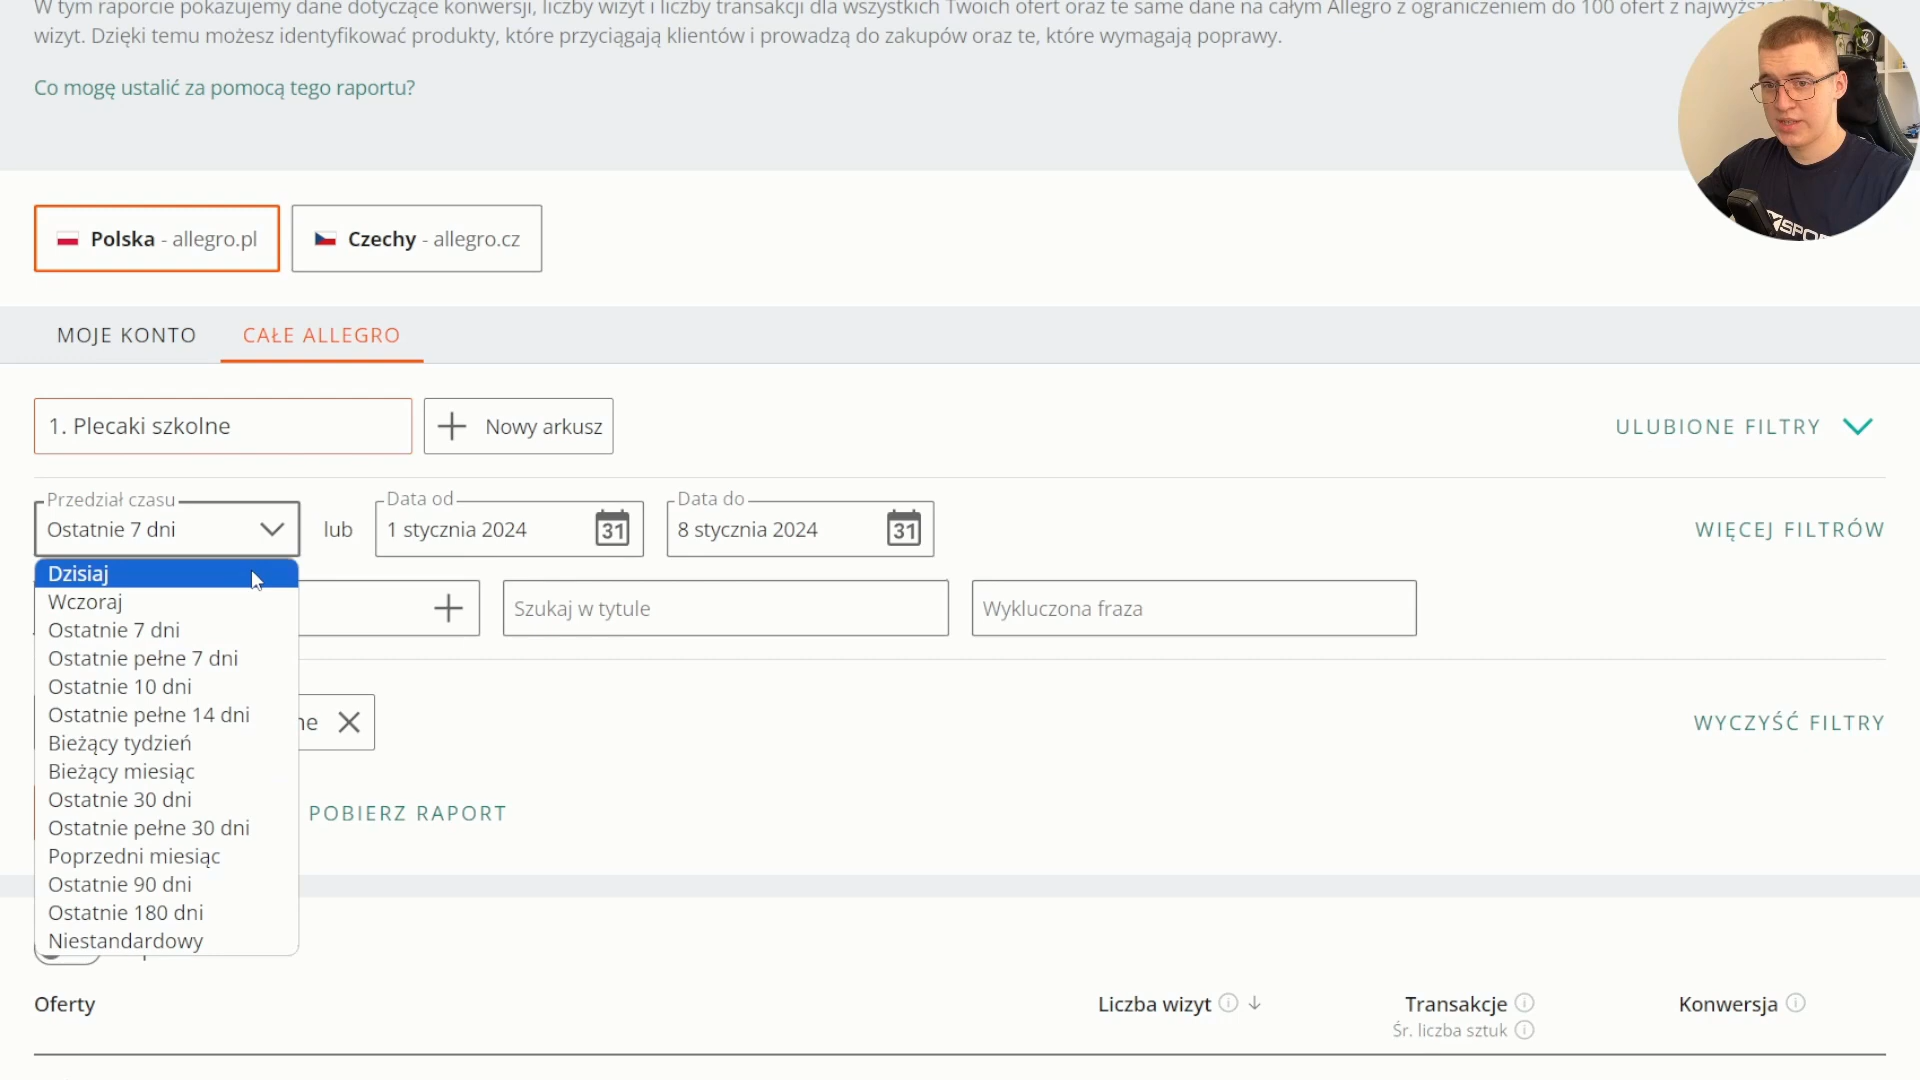 W tym raporcie pokazujemy dane dotyczące konwersji, liczby wizyt i liczby transakcji dla wszystkich Twoich ofert oraz te same dane na całym Allegro z ograniczeniem do 100 ofert z
wizyt. Dzięki temu możesz identyfikować produkty, które przyciągają klientów i prowadzą do zakupów oraz te, które wymagają poprawy.
Co mogę ustalić za pomocą tego raportu?
Polska - allegro.pl
Czechy - allegro.cz
MOJE KONTO
CAŁE ALLEGRO
1. Plecaki szkolne
Nowy arkusz
ULUBIONE FILTRY
Przedział czasu
Ostatnie 7 dni
lub
Data od
1 stycznia 2024
31
Data do
8 stycznia 2024
31
WIĘCEJ FILTRÓW
Dzisiaj
Wczoraj
Ostatnie 7 dni
Ostatnie pełne 7 dni
Ostatnie 10 dni
Ostatnie pełne 14 dni
Bieżący tydzień
Bieżący miesiąc
Ostatnie 30 dni
Ostatnie pełne 30 dni
Poprzedni miesiąc
Ostatnie 90 dni
Ostatnie 180 dni
Niestandardowy
Szukaj w tytule
Wykluczona fraza
ne
WYCZYŚĆ FILTRY
POBIERZ RAPORT
Oferty
Liczba wizyt
Transakcje
Śr. liczba sztuk
Konwersja